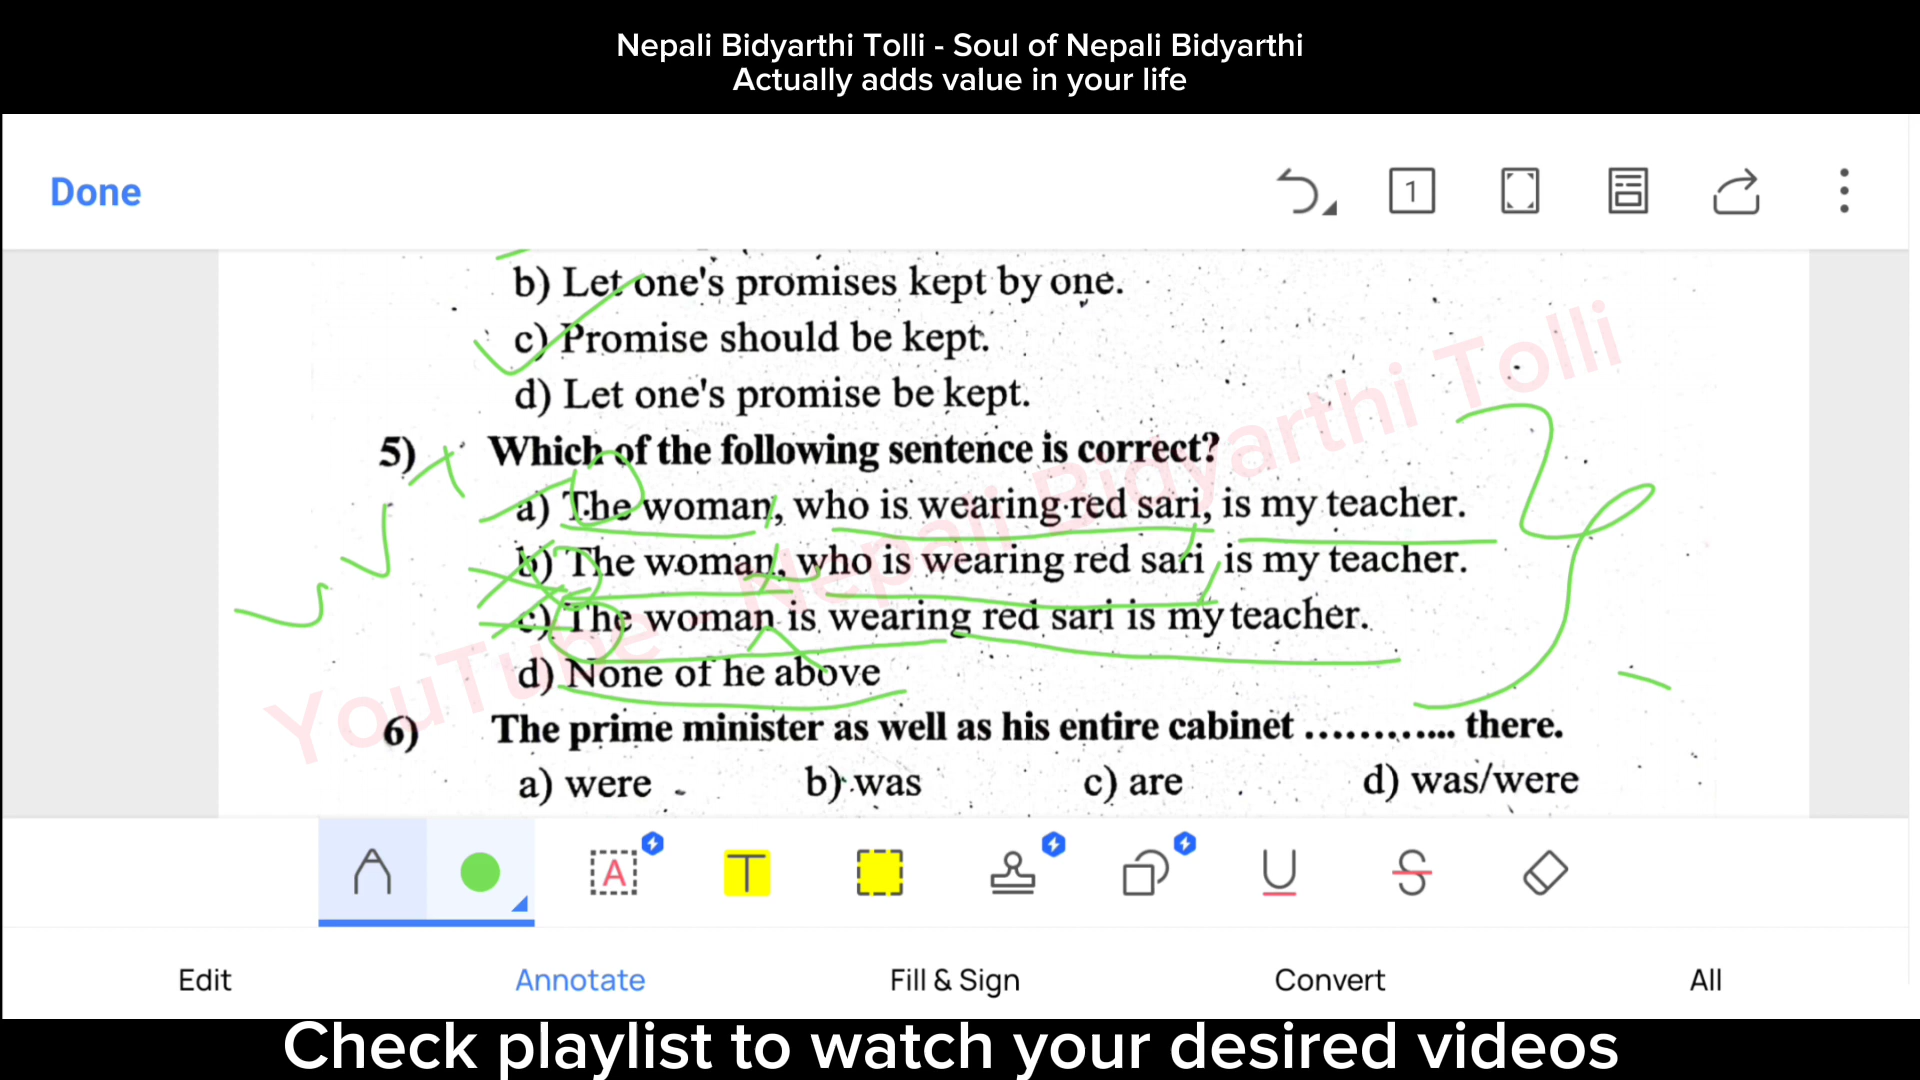 Nepali Bidyarthi Tolli - Soul of Nepali Bidyarthi
Actually adds value in your life
Done
1
b) Let one's promises kept by one.
c) Promise should be kept.
d) Let one's promise be kept.
5) Which of the following sentence is correct?
a) The woman, who is wearing red sari, is my teacher.
b) The woman, who is wearing red sari is my teacher.
c) The woman is wearing red sari is my teacher.
d) None of he above
6) The prime minister as well as his entire cabinet ............ there.
a) were b) was c) are d) was/were
YouTube - Nepali Bidyarthi Tolli
A T U S
Edit Annotate Fill & Sign Convert All
Check playlist to watch your desired videos